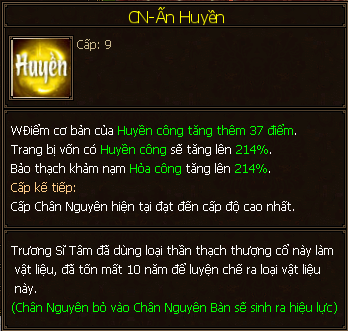 CN-Ấn Huyền
Huyền
Cấp: 9
WĐiểm cơ bản của Huyền công tăng thêm 37 điểm.
Trang bị vốn có Huyền công sẽ tăng lên 214%.
Bảo thạch khảm nạm Hỏa công tăng lên 214%.
Cấp kế tiếp:
Cấp Chân Nguyên hiện tại đạt đến cấp độ cao nhất.
Trương Sĩ Tâm đã dùng loại thần thạch thượng cổ này làm
vật liệu, đã tốn mất 10 năm để luyện chế ra loại vật liệu
này.
(Chân Nguyên bỏ vào Chân Nguyên Bàn sẽ sinh ra hiệu lực)